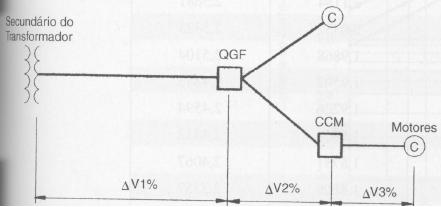 Secundário do
Transformador
C
QGF
CCM
Motores
C
ΔV1%
ΔV2%
ΔV3%